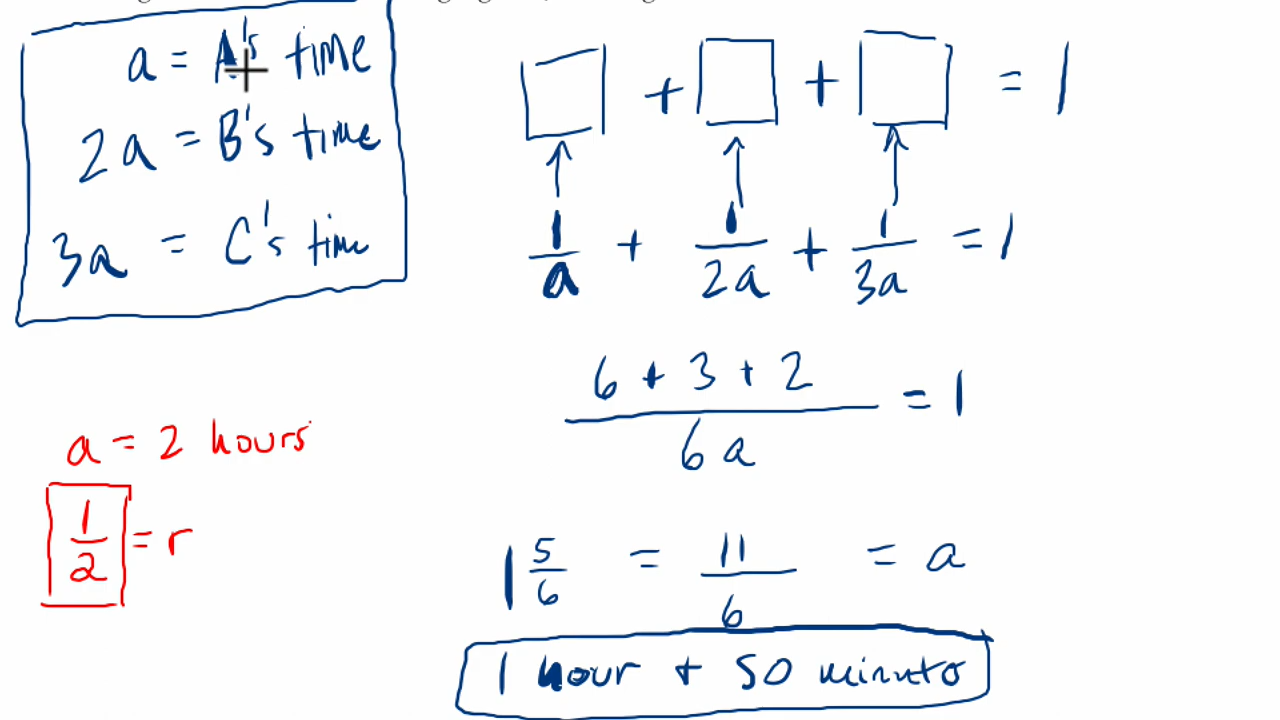 a = A's time
2a = B's time
3a = C's time
□ + □ + □ = 1
1/a + 1/2a + 1/3a = 1
6 + 3 + 2 / 6a = 1
a = 2 hours
1/2 = r
1 5/6 = 11/6 = a
1 hour + 50 minutes